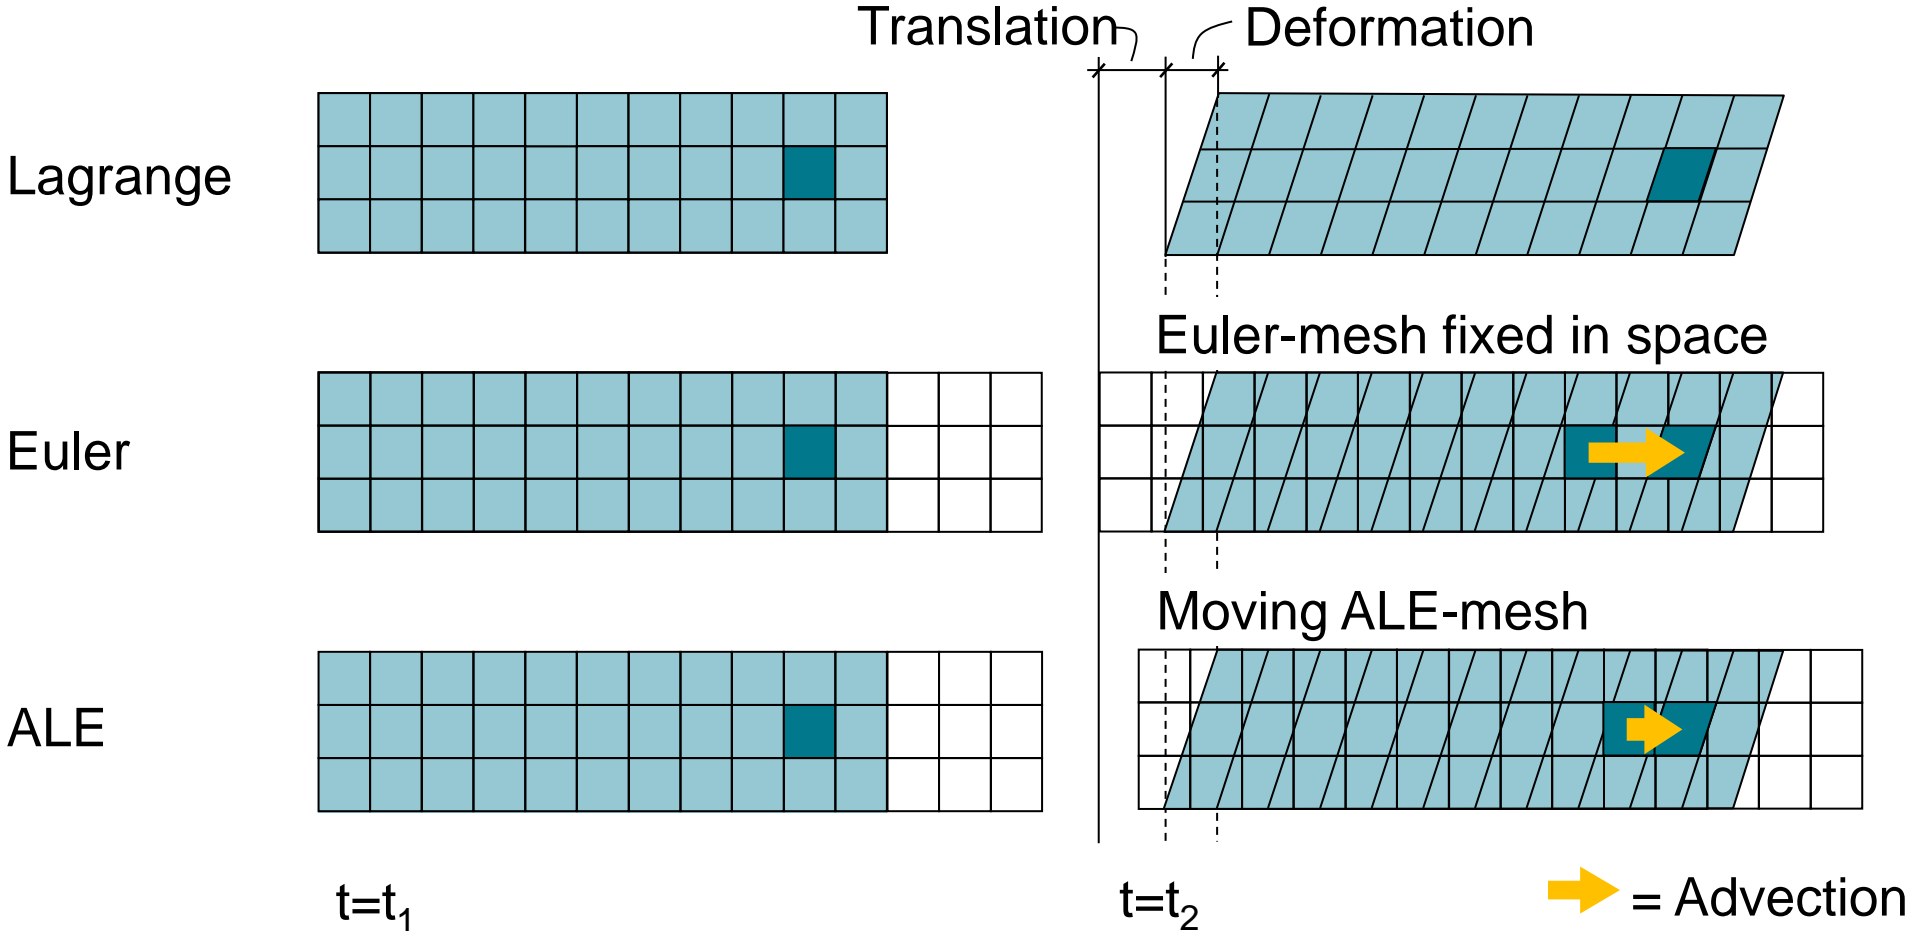 Translation Deformation
Lagrange
Euler-mesh fixed in space
Euler
Moving ALE-mesh
ALE
t=t₁ t=t₂ = Advection